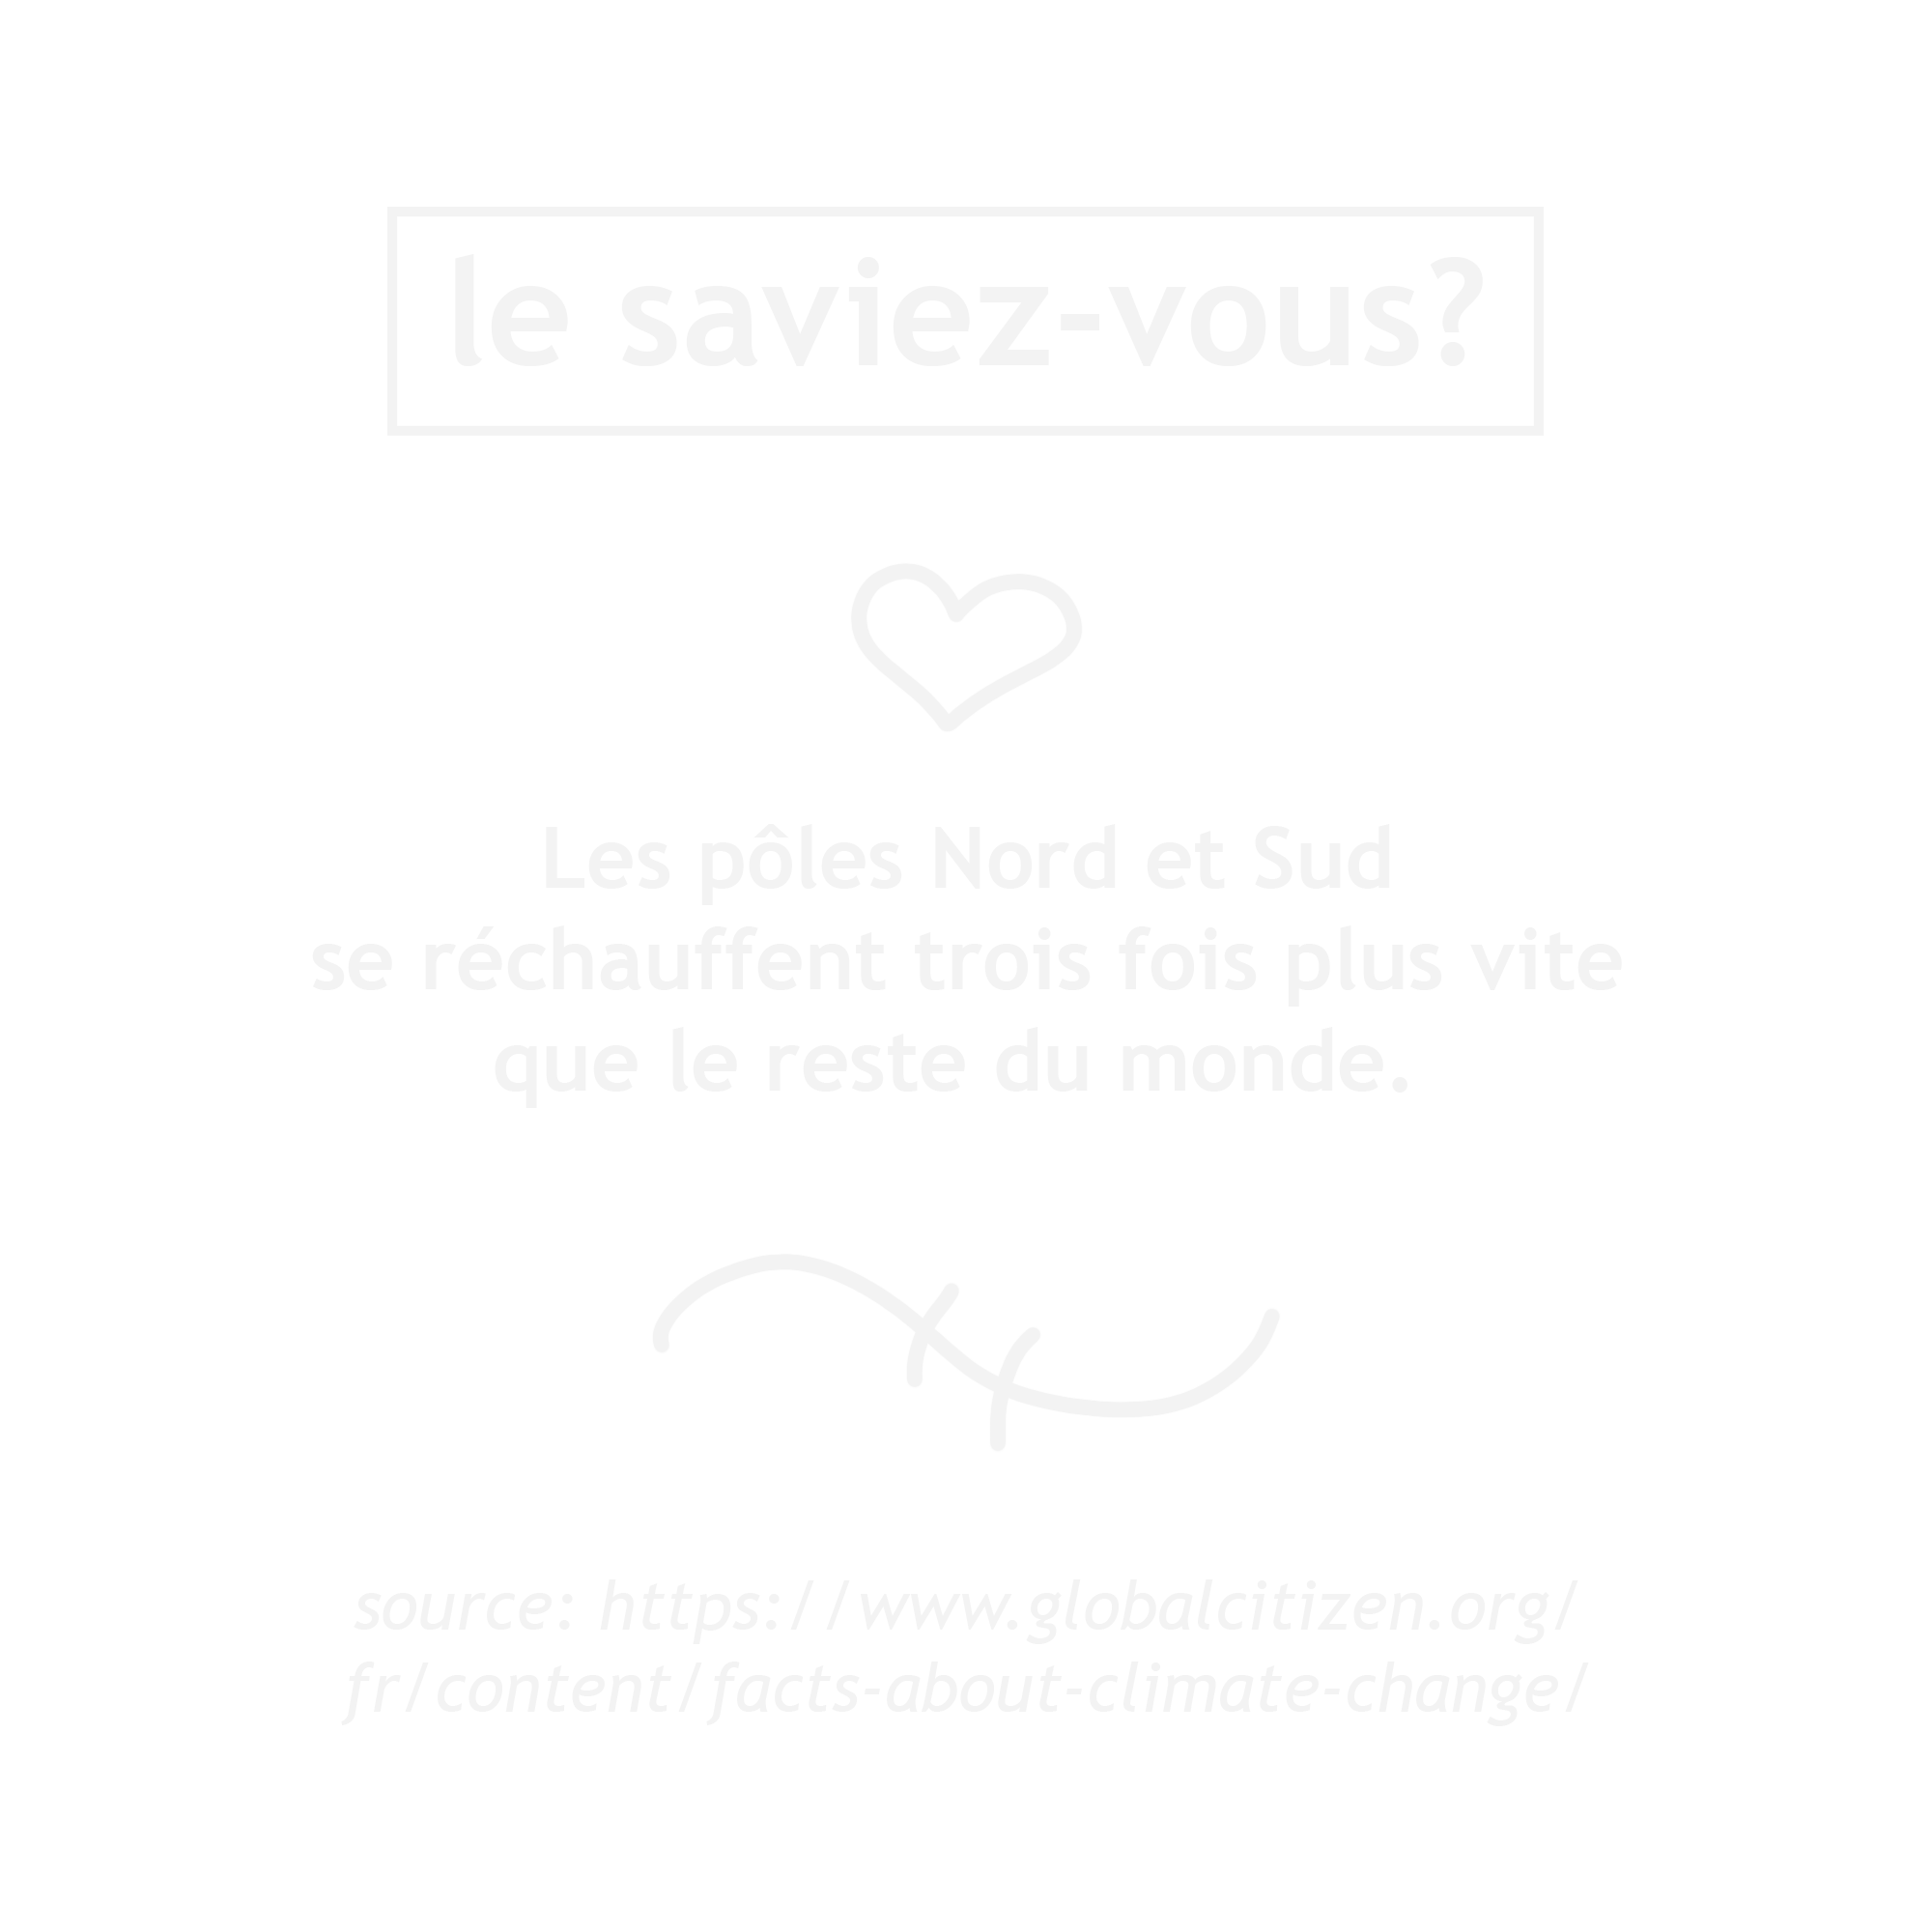 le saviez-vous?
Les pôles Nord et Sud
se réchauffent trois fois plus vite
que le reste du monde.
source: https://www.globalcitizen.org/
fr/content/facts-about-climate-change/